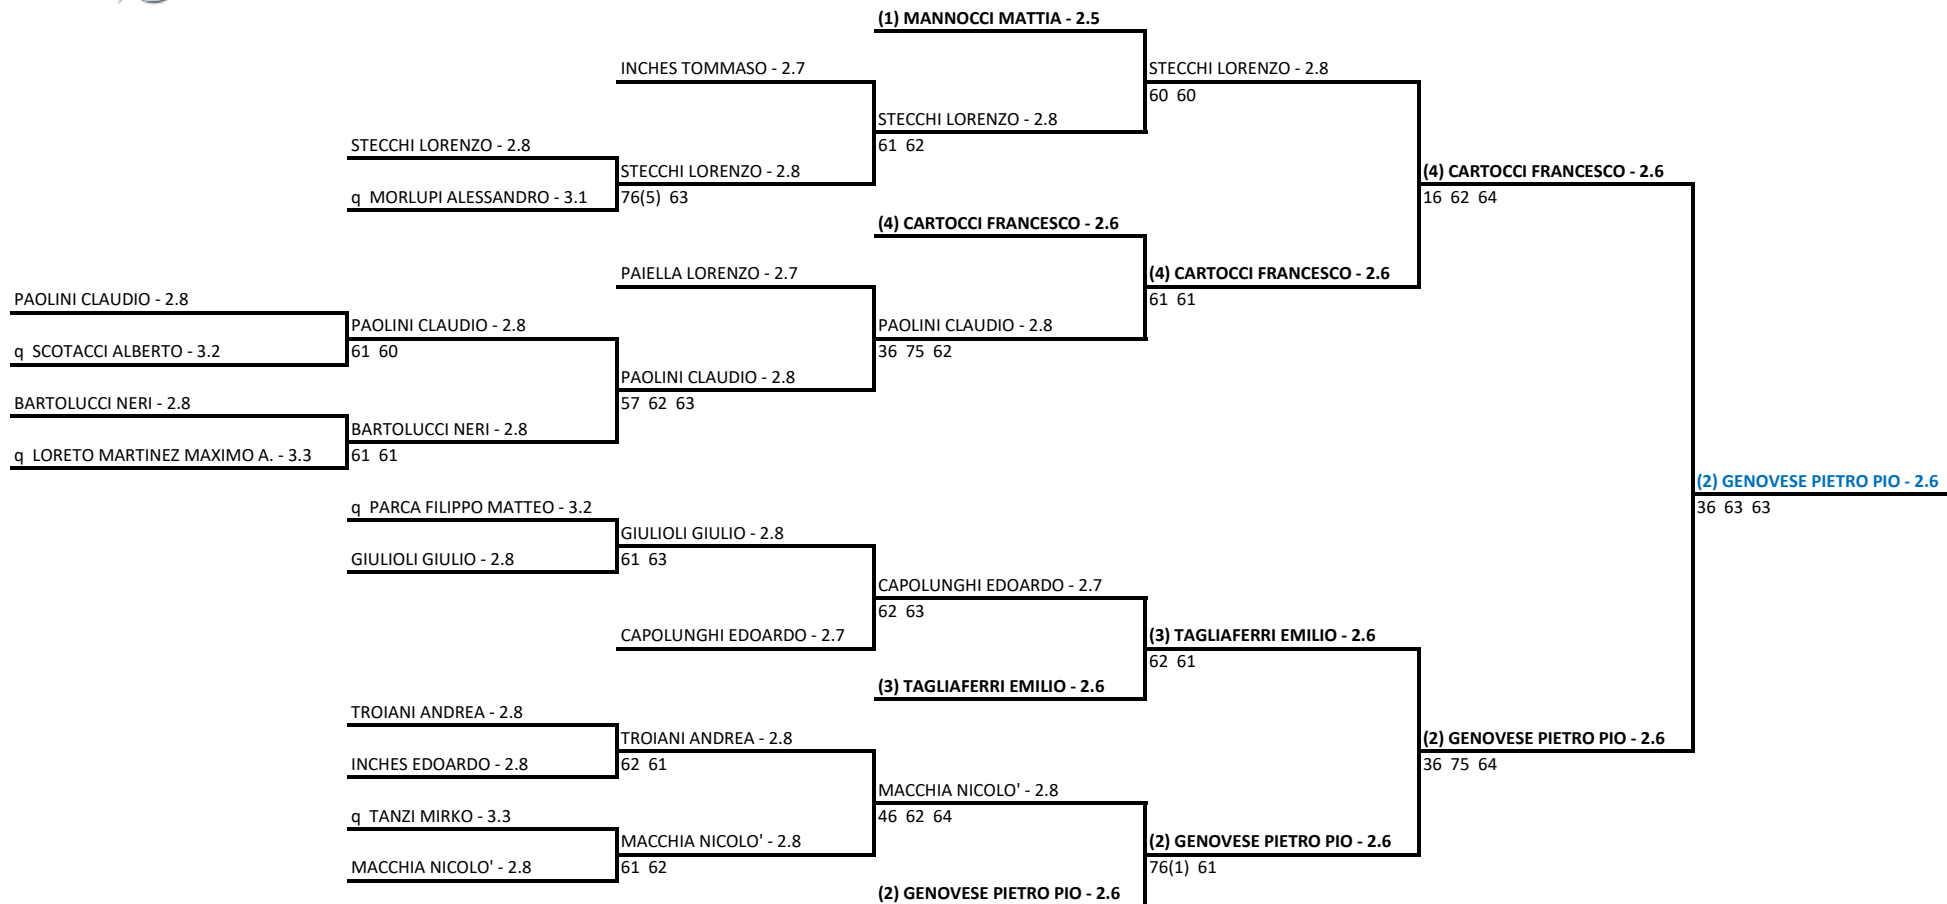 (1) MANNOCCI MATTIA - 2.5
INCHES TOMMASO - 2.7
STECCHI LORENZO - 2.8
60 60
STECCHI LORENZO - 2.8
STECCHI LORENZO - 2.8
61 62
STECCHI LORENZO - 2.8
(4) CARTOCCI FRANCESCO - 2.6
q MORLUPI ALESSANDRO - 3.1
76(5) 63
16 62 64
(4) CARTOCCI FRANCESCO - 2.6
PAIELLA LORENZO - 2.7
(4) CARTOCCI FRANCESCO - 2.6
PAOLINI CLAUDIO - 2.8
61 61
PAOLINI CLAUDIO - 2.8
PAOLINI CLAUDIO - 2.8
q SCOTACCI ALBERTO - 3.2
61 60
36 75 62
PAOLINI CLAUDIO - 2.8
BARTOLUCCI NERI - 2.8
57 62 63
BARTOLUCCI NERI - 2.8
q LORETO MARTINEZ MAXIMO A. - 3.3
61 61
(2) GENOVESE PIETRO PIO - 2.6
q PARCA FILIPPO MATTEO - 3.2
36 63 63
GIULIOLI GIULIO - 2.8
GIULIOLI GIULIO - 2.8
61 63
CAPOLUNGHI EDOARDO - 2.7
62 63
CAPOLUNGHI EDOARDO - 2.7
(3) TAGLIAFERRI EMILIO - 2.6
62 61
(3) TAGLIAFERRI EMILIO - 2.6
TROIANI ANDREA - 2.8
TROIANI ANDREA - 2.8
(2) GENOVESE PIETRO PIO - 2.6
INCHES EDOARDO - 2.8
62 61
36 75 64
MACCHIA NICOLO' - 2.8
q TANZI MIRKO - 3.3
46 62 64
MACCHIA NICOLO' - 2.8
(2) GENOVESE PIETRO PIO - 2.6
MACCHIA NICOLO' - 2.8
61 62
76(1) 61
(2) GENOVESE PIETRO PIO - 2.6